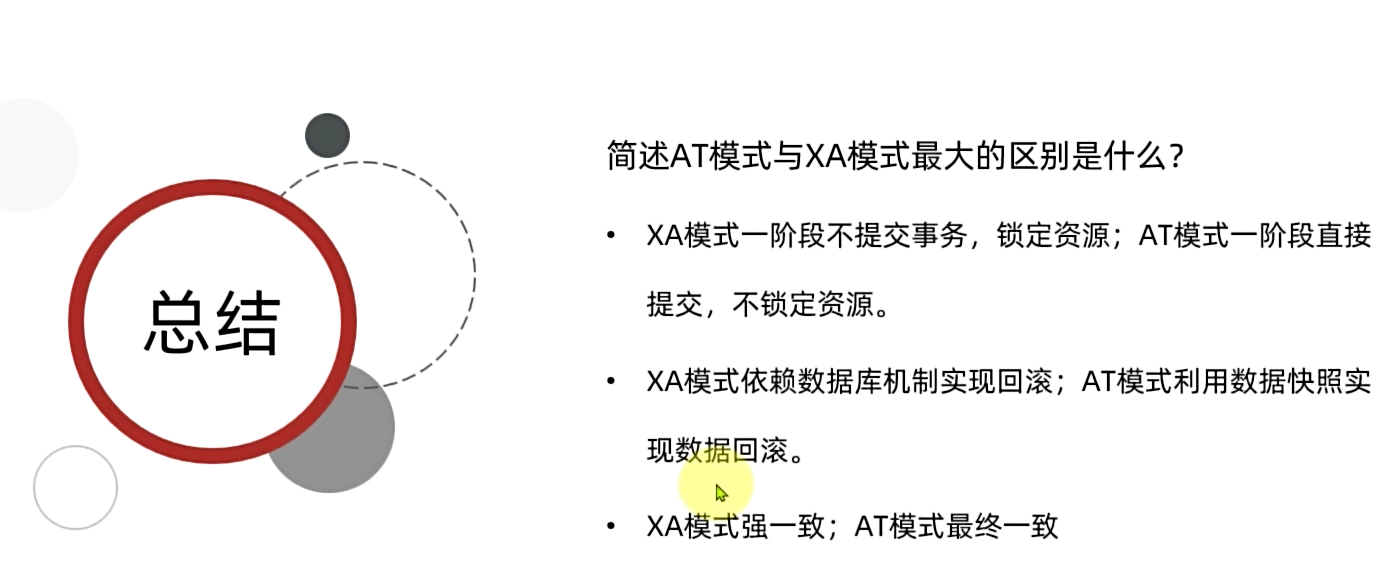 总结
简述AT模式与XA模式最大的区别是什么？
• XA模式一阶段不提交事务，锁定资源；AT模式一阶段直接
提交，不锁定资源。
• XA模式依赖数据库机制实现回滚；AT模式利用数据快照实
现数据回滚。
• XA模式强一致；AT模式最终一致